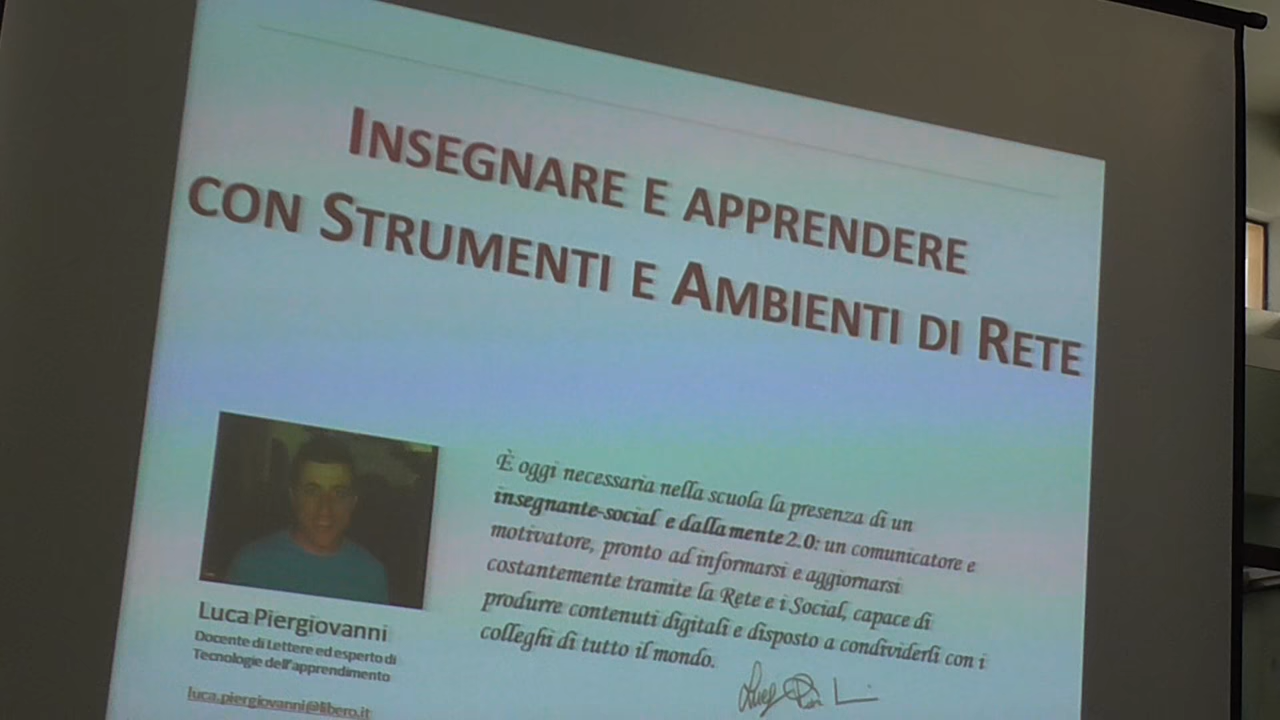 INSEGNARE E APPRENDERE
CON STRUMENTI E AMBIENTI DI RETE
È oggi necessaria nella scuola la presenza di un
insegnante-social e dalla mente 2.0: un comunicatore e
motivatore, pronto ad informarsi e aggiornarsi
costantemente tramite la Rete e i Social, capace di
produrre contenuti digitali e disposto a condividerli con i
colleghi di tutto il mondo.
Luca Piergiovanni
Docente di Lettere ed esperto di
Tecnologie dell'apprendimento
luca.piergiovanni@libero.it